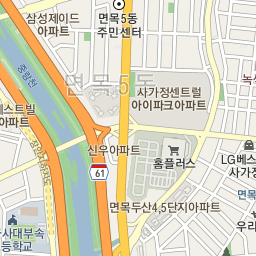 삼성제이드
아파트
면목5동
주민센터
중랑천
면목5동
사가정센트럴
아이파크아파트
녹
베스트빌
아파트
신우아파트
홈플러스
LG베스
사가정
61
면목
면목두산4,5단지아파트
우리
사대부속
등학교